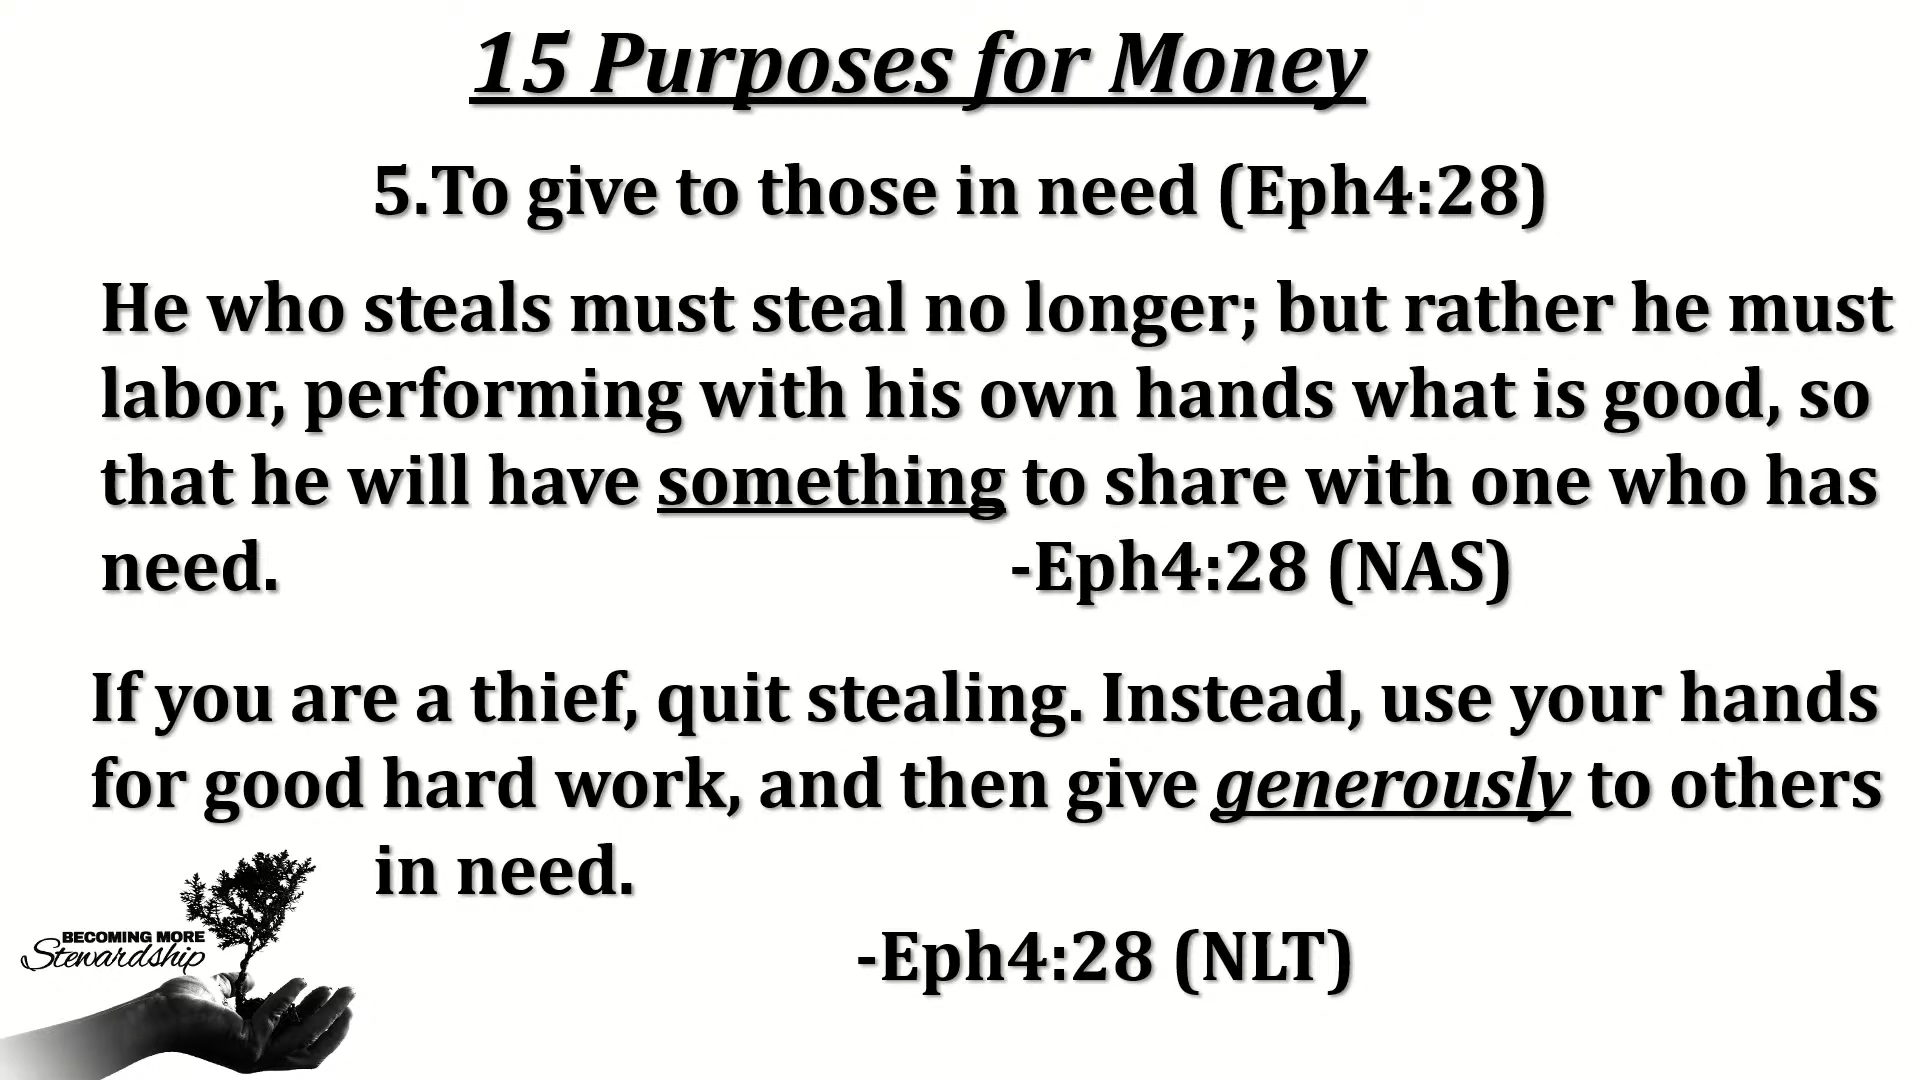 15 Purposes for Money
5.To give to those in need (Eph4:28)
He who steals must steal no longer; but rather he must
labor, performing with his own hands what is good, so
that he will have something to share with one who has
need. -Eph4:28 (NAS)
If you are a thief, quit stealing. Instead, use your hands
for good hard work, and then give generously to others
in need.
-Eph4:28 (NLT)
BECOMING MORE
Stewardship